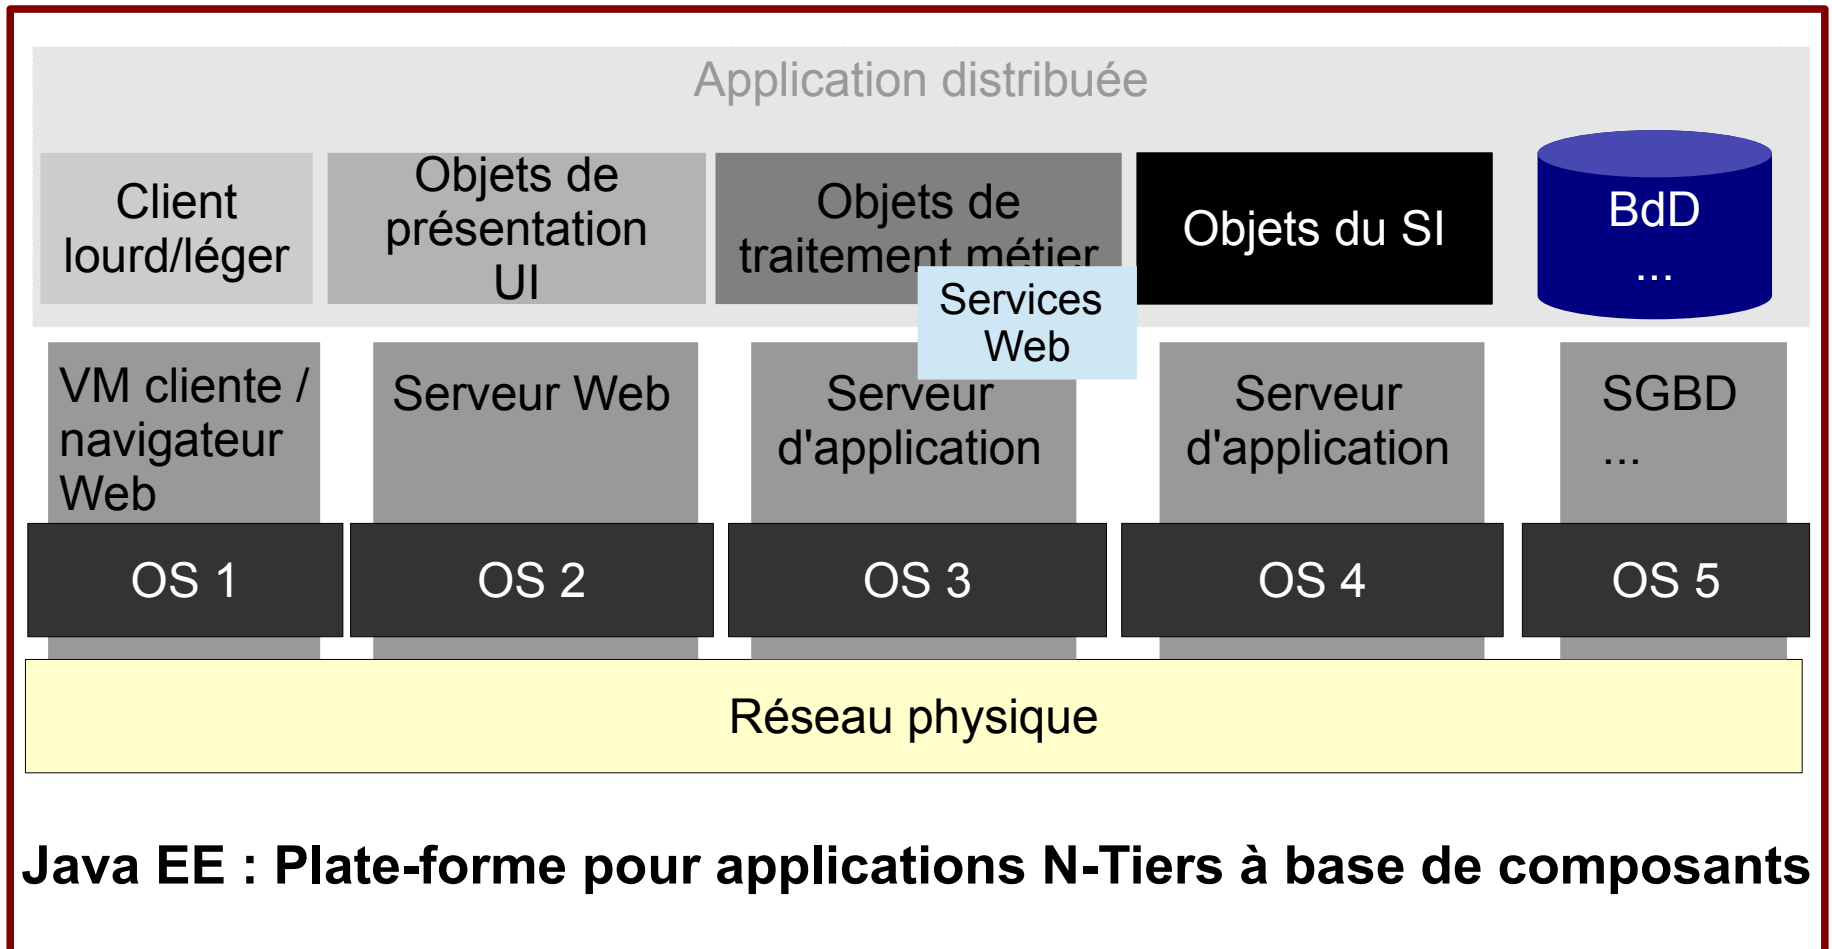 Application distribuée
Client
lourd/léger
Objets de
présentation
UI
Objets de
traitement métier
Services
Web
Objets du SI
BdD
...
VM cliente /
navigateur
Web
Serveur Web
Serveur
d'application
Serveur
d'application
SGBD
...
OS 1
OS 2
OS 3
OS 4
OS 5
Réseau physique
Java EE : Plate-forme pour applications N-Tiers à base de composants